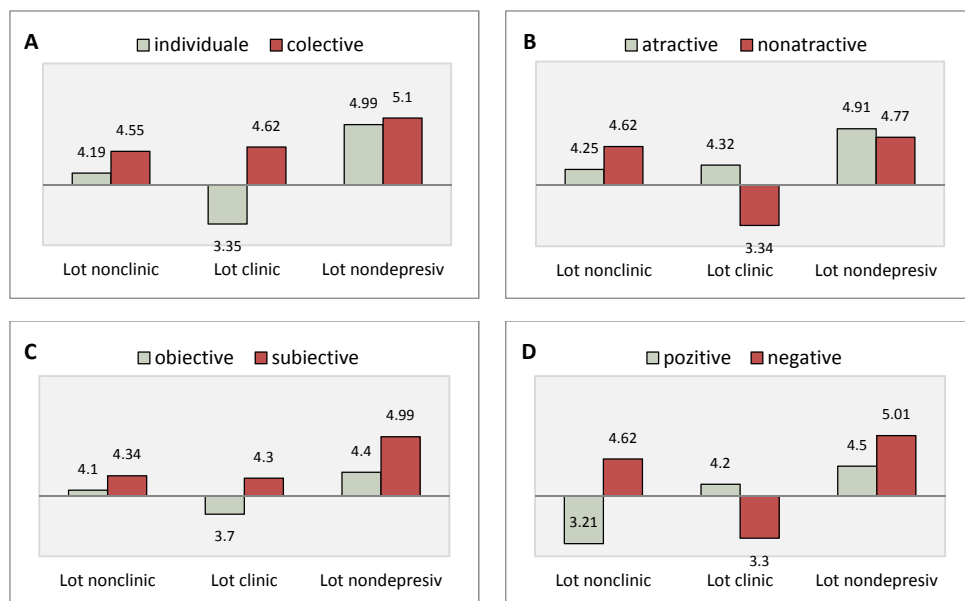 A
individuale colective
4.19 4.55 3.35 4.62 4.99 5.1
Lot nonclinic Lot clinic Lot nondepresiv
B
atractive nonatractive
4.25 4.62 4.32 3.34 4.91 4.77
Lot nonclinic Lot clinic Lot nondepresiv
C
obiective subiective
4.1 4.34 3.7 4.3 4.4 4.99
Lot nonclinic Lot clinic Lot nondepresiv
D
pozitive negative
3.21 4.62 4.2 3.3 4.5 5.01
Lot nonclinic Lot clinic Lot nondepresiv